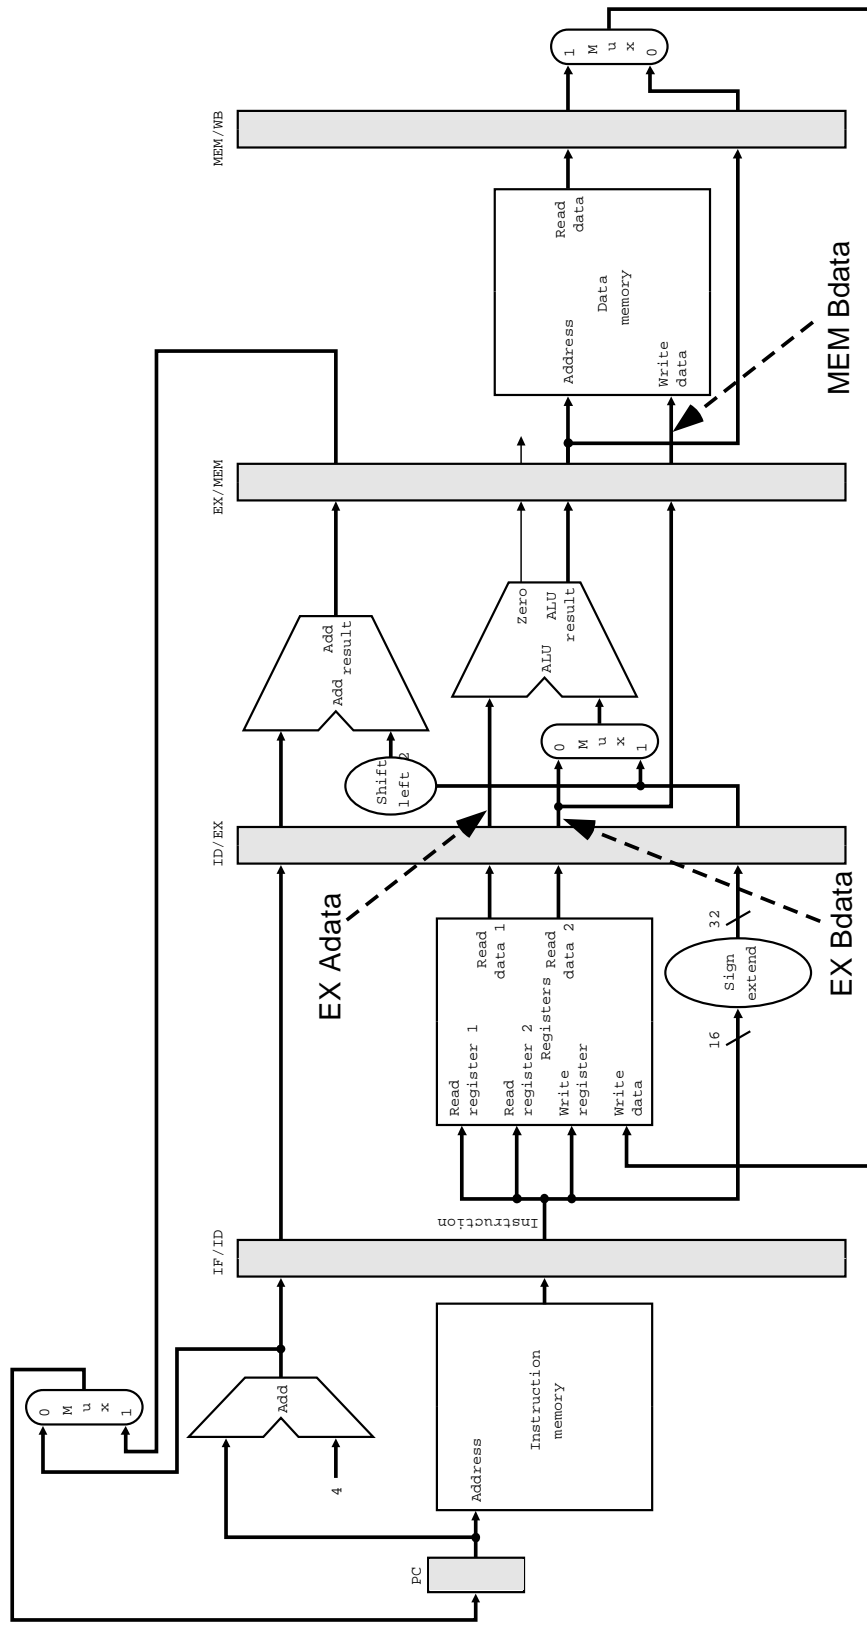 0
M
u
x
1
IF/ID
ID/EX
EX/MEM
MEM/WB
Add
4
Shift
left 2
Add
Add result
PC
Address
Instruction
memory
Instruction
Read
register 1
Read
register 2
Registers
Write
register
Write
data
Read
data 1
Read
data 2
16
Sign
extend
32
0
M
u
x
1
Zero
ALU
ALU
result
Address
Data
memory
Write
data
Read
data
1
M
u
x
0
EX Adata
EX Bdata
MEM Bdata